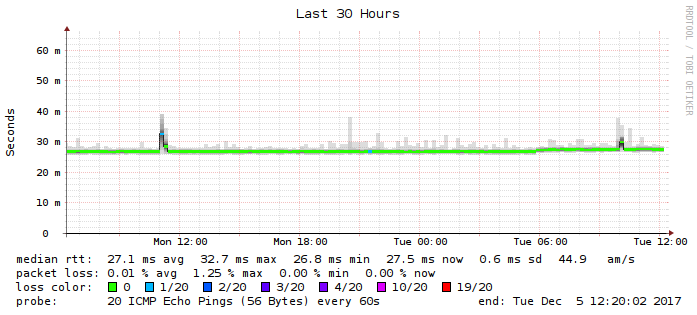 Last 30 Hours
RRDTOOL / TOBI OETIKER
Seconds
60 m
50 m
40 m
30 m
20 m
10 m
0
Mon 12:00 Mon 18:00 Tue 00:00 Tue 06:00 Tue 12:00
median rtt: 27.1 ms avg 32.7 ms max 26.8 ms min 27.5 ms now 0.6 ms sd 44.9 am/s
packet loss: 0.01 % avg 1.25 % max 0.00 % min 0.00 % now
loss color: 0 1/20 2/20 3/20 4/20 10/20 19/20
probe: 20 ICMP Echo Pings (56 Bytes) every 60s end: Tue Dec 5 12:20:02 2017